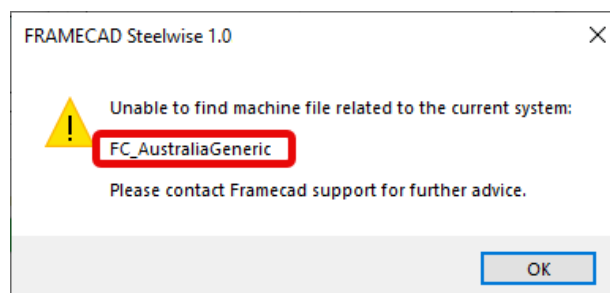 FRAMECAD Steelwise 1.0
Unable to find machine file related to the current system:
FC_AustraliaGeneric
Please contact Framecad support for further advice.
OK